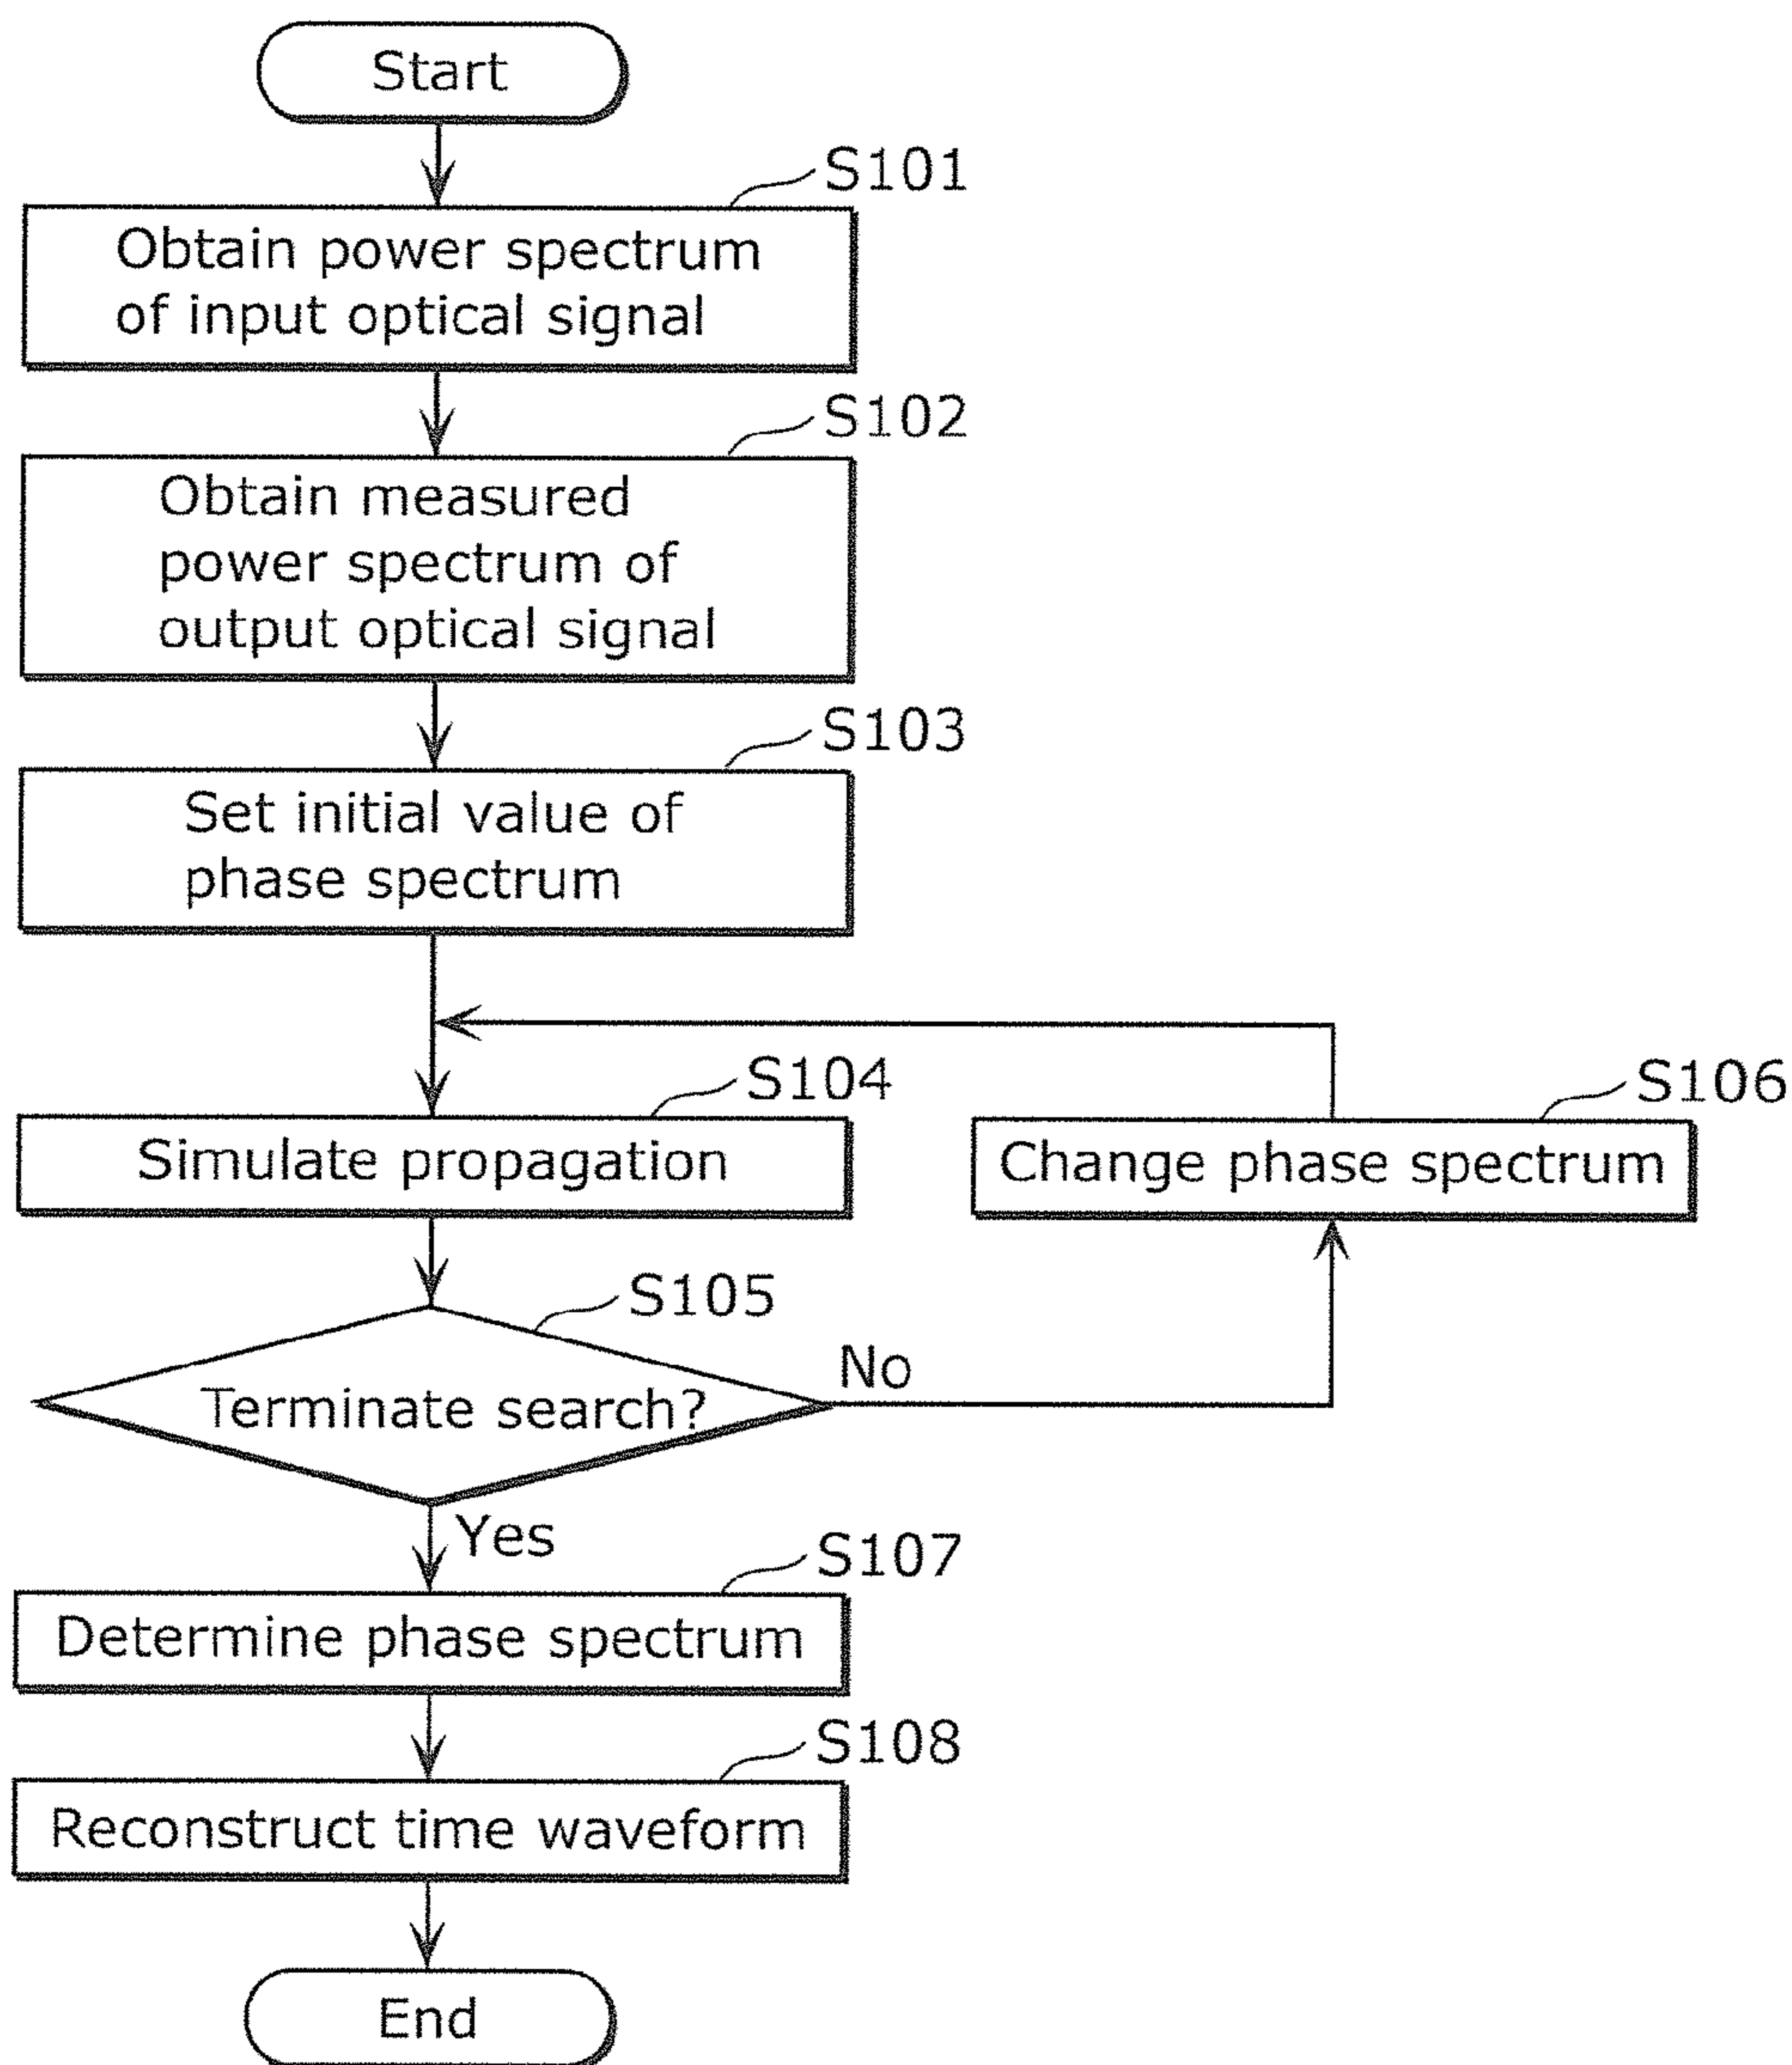 Start
S101
Obtain power spectrum
of input optical signal
S102
Obtain measured
power spectrum of
output optical signal
S103
Set initial value of
phase spectrum
S104
Simulate propagation
S106
Change phase spectrum
S105
Terminate search?
No
Yes
S107
Determine phase spectrum
S108
Reconstruct time waveform
End